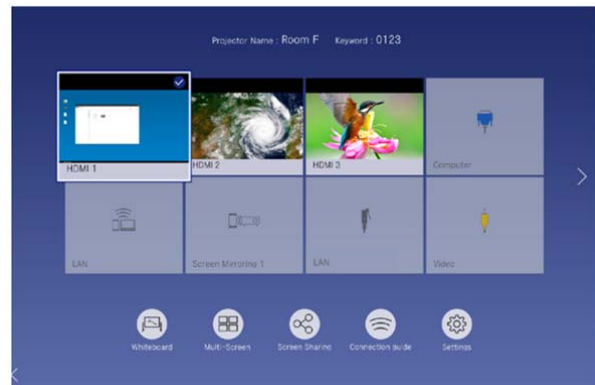 Projector Name : Room F Keyword : 0123
HDMI 1
HDMI 2
HDMI 3
Computer
LAN
Screen Mirroring 1
LAN
Video
Whiteboard
Multi-Screen
Screen Sharing
Connection guide
Settings